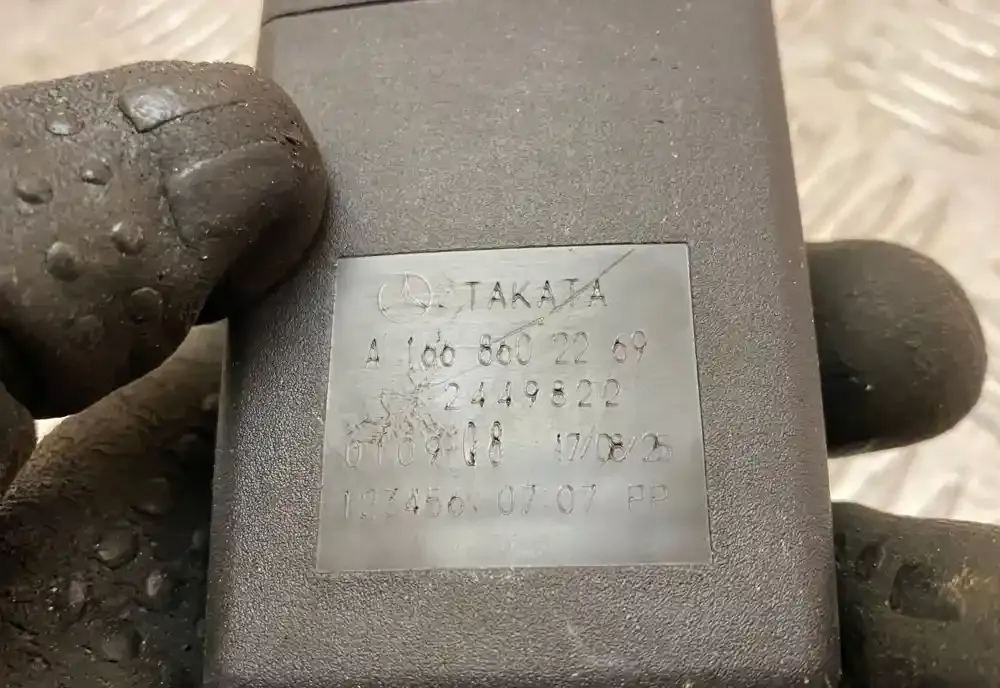 TAKATA
A 166 860 22 69
2449822
17/08/25
123456 07:07 PP